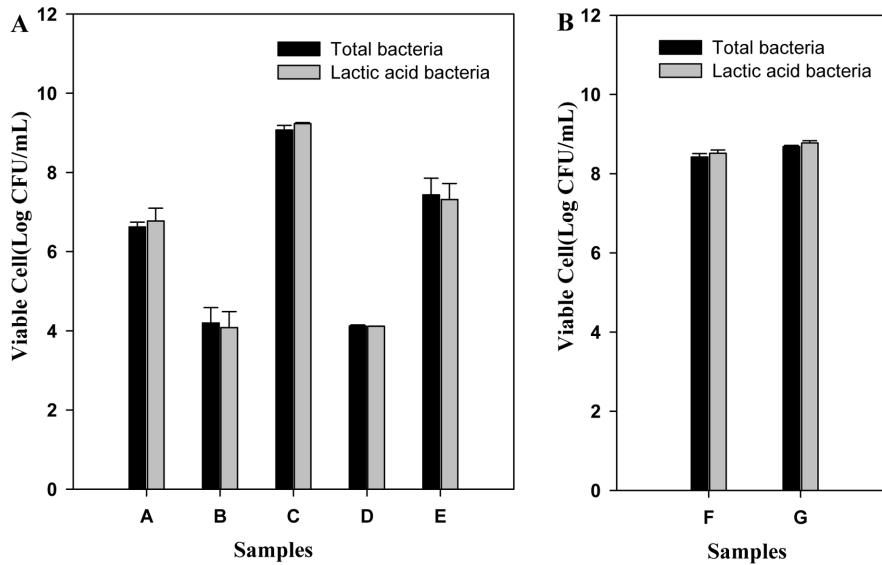 A
12
10
8
6
4
2
0
Viable Cell(Log CFU/mL)
Total bacteria
Lactic acid bacteria
A B C D E
Samples
B
12
10
8
6
4
2
0
Viable Cell(Log CFU/mL)
Total bacteria
Lactic acid bacteria
F G
Samples